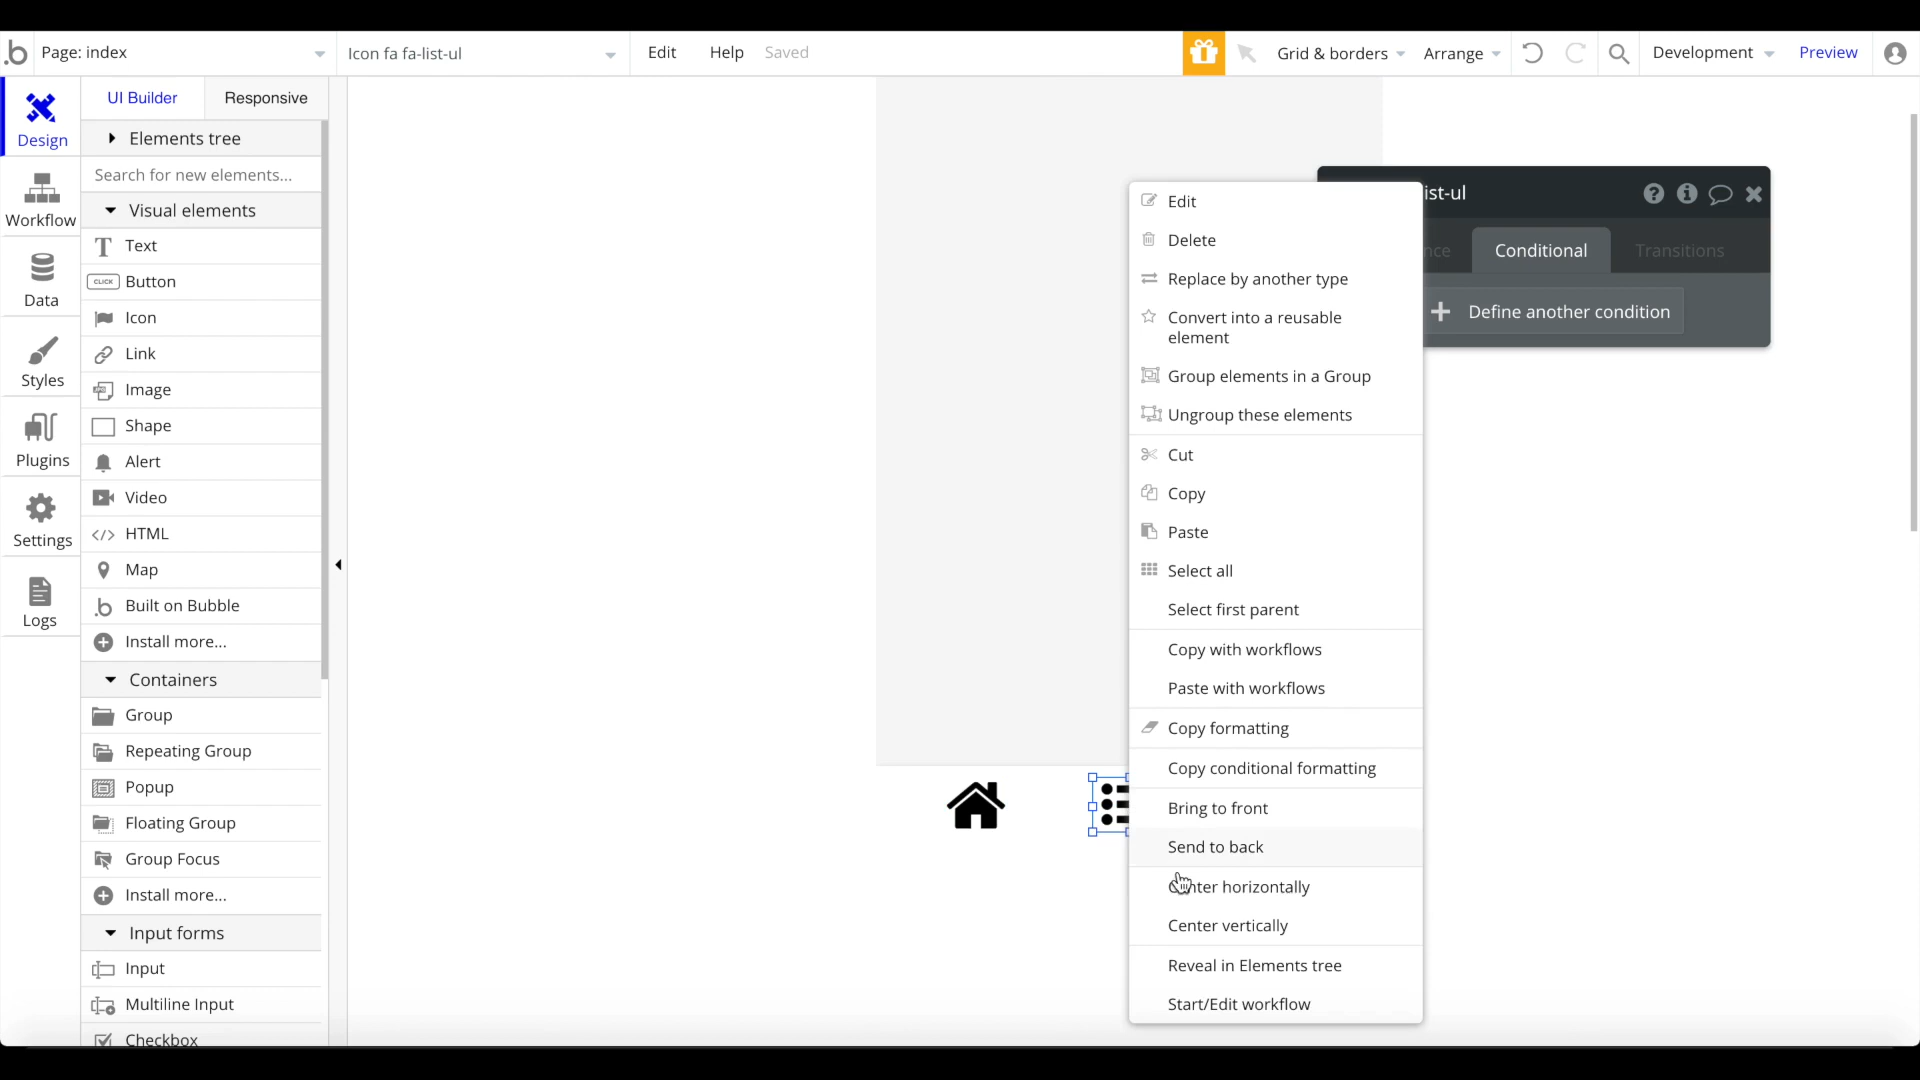 Page: index
Icon fa fa-list-ul
Edit
Help
Saved
Grid & borders
Arrange
Development
Preview
Design
Workflow
Data
Styles
Plugins
Settings
Logs
UI Builder
Responsive
Elements tree
Search for new elements...
Visual elements
Text
CLICK
Button
Icon
Link
Image
Shape
Alert
Video
HTML
Map
Built on Bubble
Install more...
Containers
Group
Repeating Group
Popup
Floating Group
Group Focus
Install more...
Input forms
Input
Multiline Input
Checkbox
Edit
Delete
Replace by another type
Convert into a reusable
element
Group elements in a Group
Ungroup these elements
Cut
Copy
Paste
Select all
Select first parent
Copy with workflows
Paste with workflows
Copy formatting
Copy conditional formatting
Bring to front
Send to back
Center horizontally
Center vertically
Reveal in Elements tree
Start/Edit workflow
ist-ul
nce
Conditional
Transitions
Define another condition